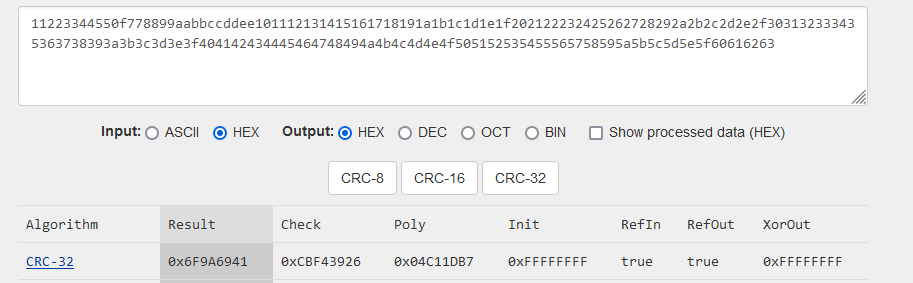 11223344550f778899aabbccddee101112131415161718191a1b1c1d1e1f202122232425262728292a2b2c2d2e2f303132333435363738393a3b3c3d3e3f404142434445464748494a4b4c4d4e4f505152535455565758595a5b5c5d5e5f60616263
Input: ASCII HEX Output: HEX DEC OCT BIN Show processed data (HEX)
CRC-8 CRC-16 CRC-32
Algorithm Result Check Poly Init RefIn RefOut XorOut
CRC-32 0x6F9A6941 0xCBF43926 0x04C11DB7 0xFFFFFFFF true true 0xFFFFFFFF